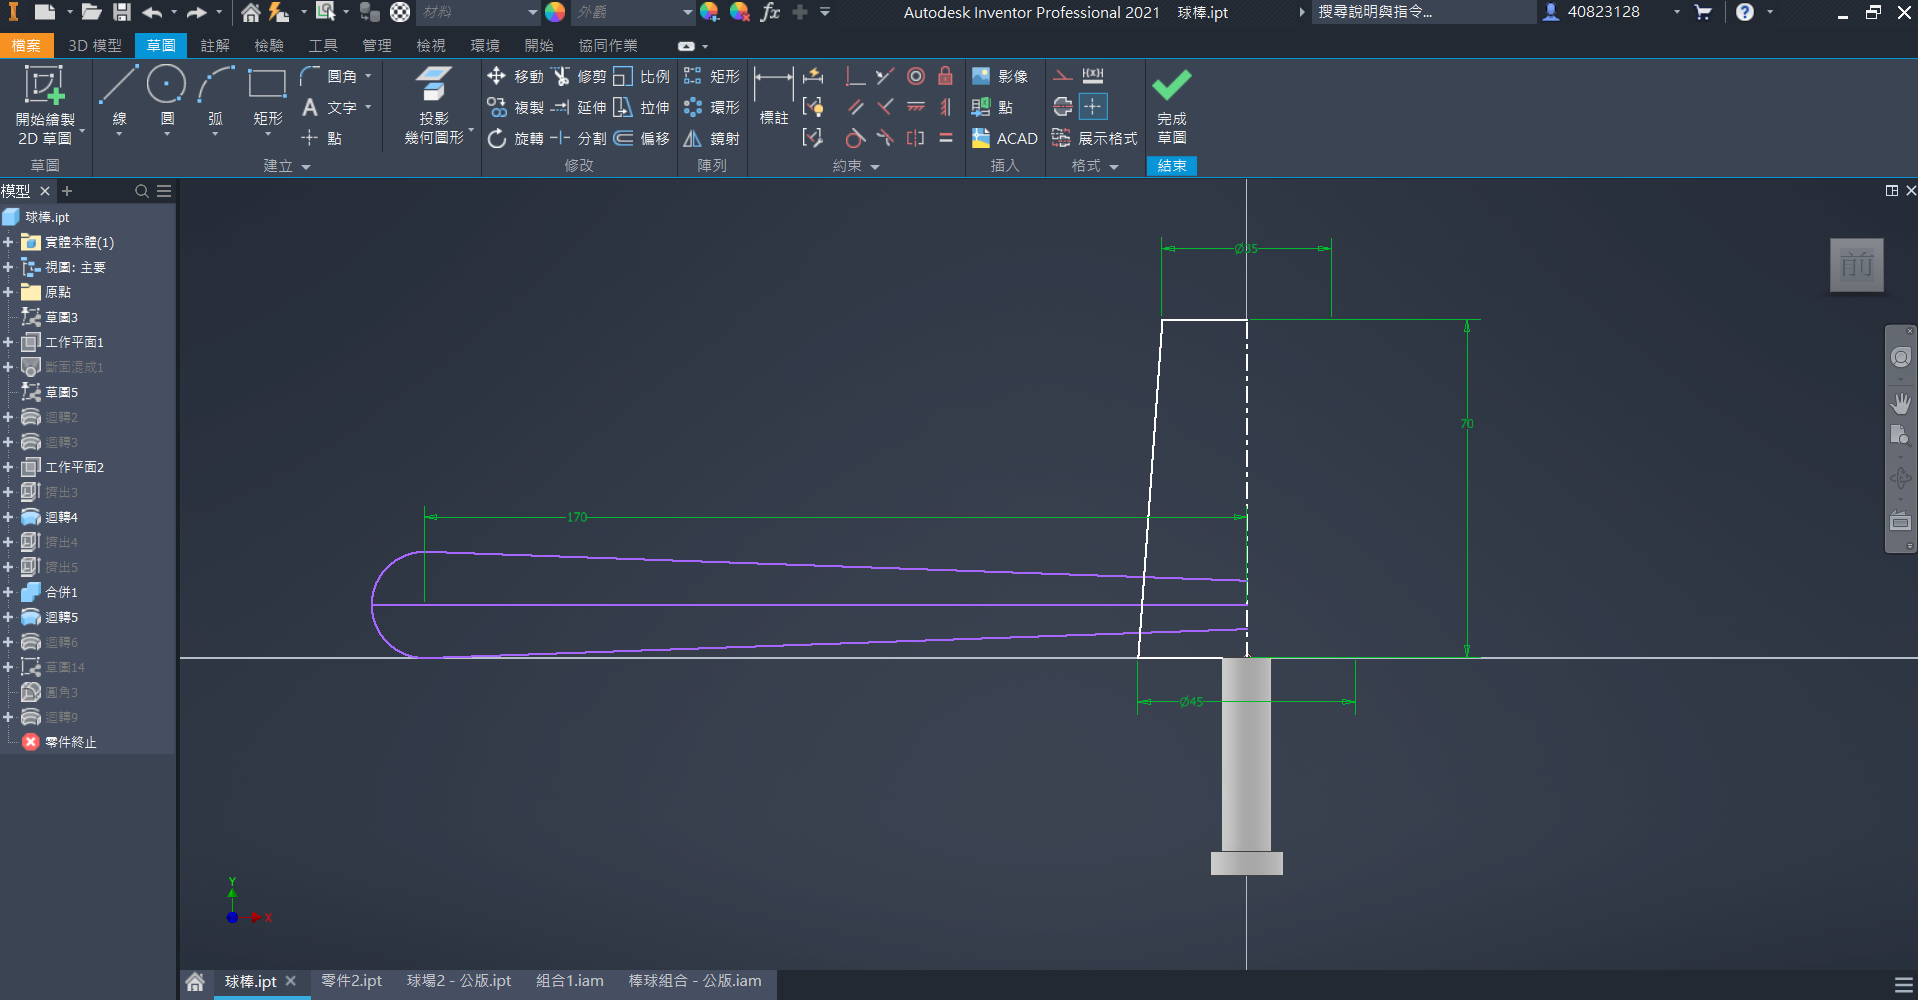 材料
外觀
fx
Autodesk Inventor Professional 2021 球棒.ipt
搜尋說明與指令...
40823128
檔案
3D 模型
草圖
註解
檢驗
工具
管理
檢視
環境
開始
協同作業
開始繪製
2D 草圖
線
圓
弧
矩形
圓角
A 文字
點
投影
幾何圖形
移動
修剪
比例
複製
延伸
拉伸
旋轉
分割
偏移
矩形
環形
鏡射
標註
影像
點
ACAD
展示格式
完成
草圖
草圖
建立
修改
陣列
約束
插入
格式
結束
模型
球棒.ipt
實體本體(1)
視圖: 主要
原點
草圖3
工作平面1
斷面混成1
草圖5
迴轉2
迴轉3
工作平面2
擠出3
迴轉4
擠出4
擠出5
合併1
迴轉5
迴轉6
草圖14
圓角3
迴轉9
零件終止
Ø35
前
70
170
Ø45
Y
X
球棒.ipt
零件2.ipt
球場2 - 公版.ipt
組合1.iam
棒球組合 - 公版.iam